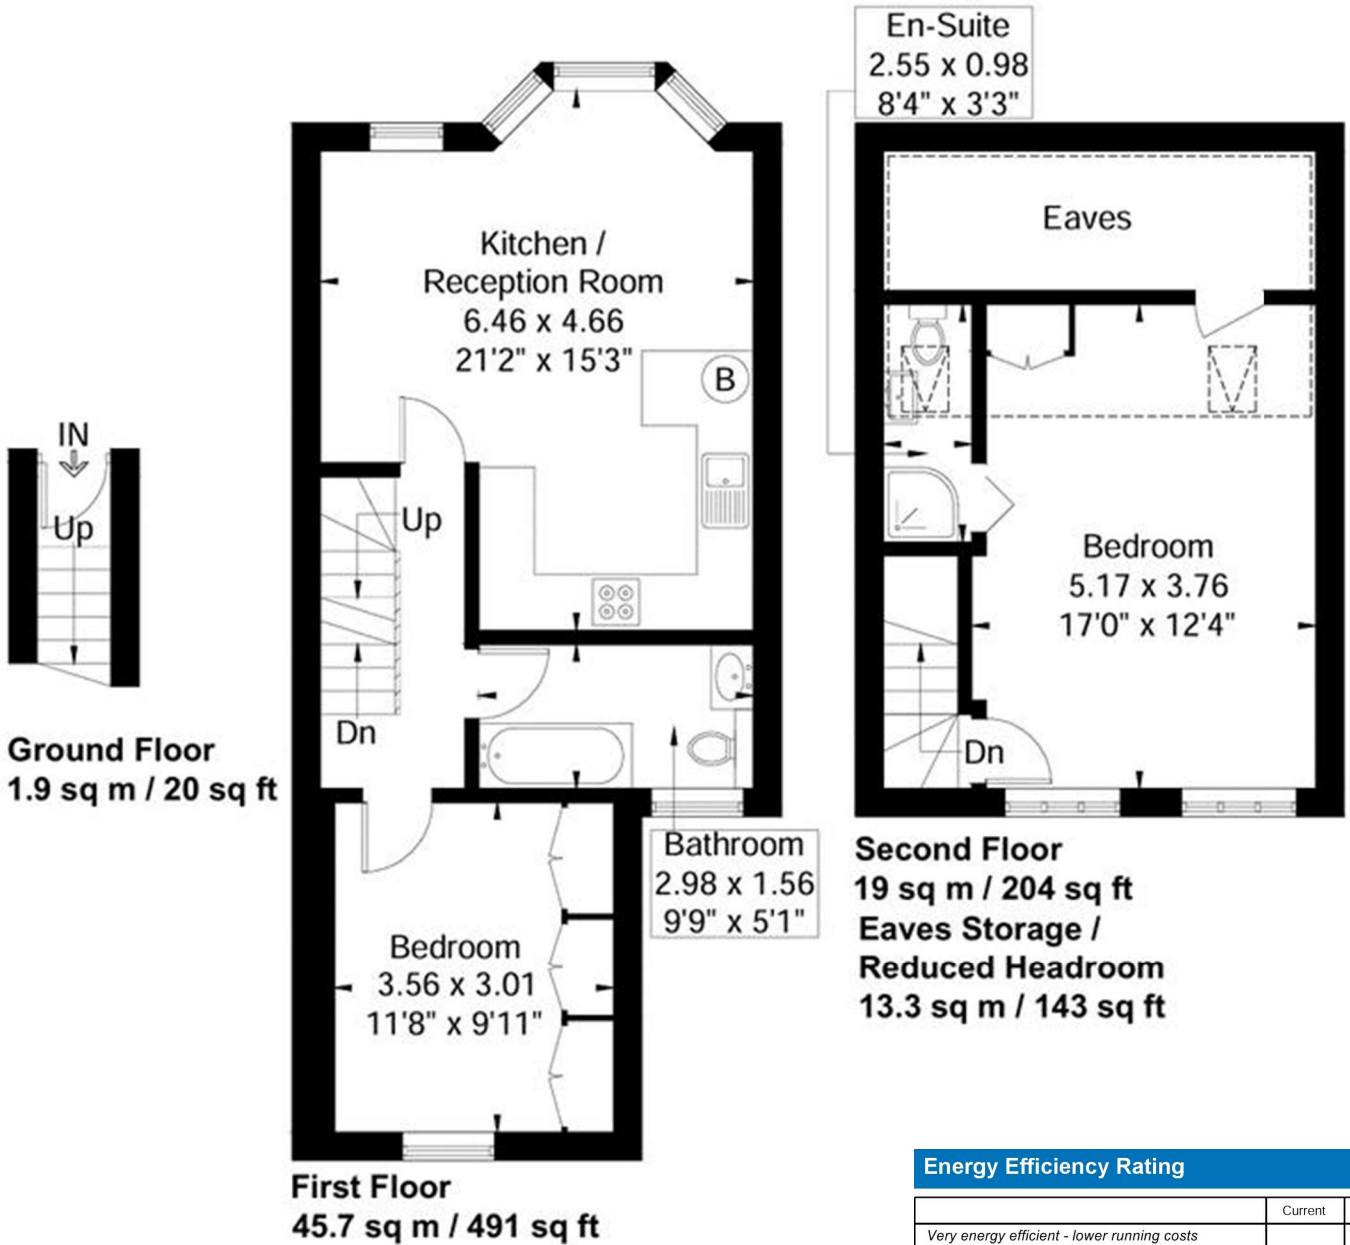 En-Suite
2.55 x 0.98
8'4" x 3'3"
Kitchen /
Reception Room
6.46 x 4.66
21'2" x 15'3"
B
Eaves
IN
Up
Up
Dn
Bedroom
5.17 x 3.76
17'0" x 12'4"
Dn
Ground Floor
1.9 sq m / 20 sq ft
Bathroom
2.98 x 1.56
9'9" x 5'1"
Bedroom
3.56 x 3.01
11'8" x 9'11"
Second Floor
19 sq m / 204 sq ft
Eaves Storage /
Reduced Headroom
13.3 sq m / 143 sq ft
First Floor
45.7 sq m / 491 sq ft
Energy Efficiency Rating
Current
Very energy efficient - lower running costs